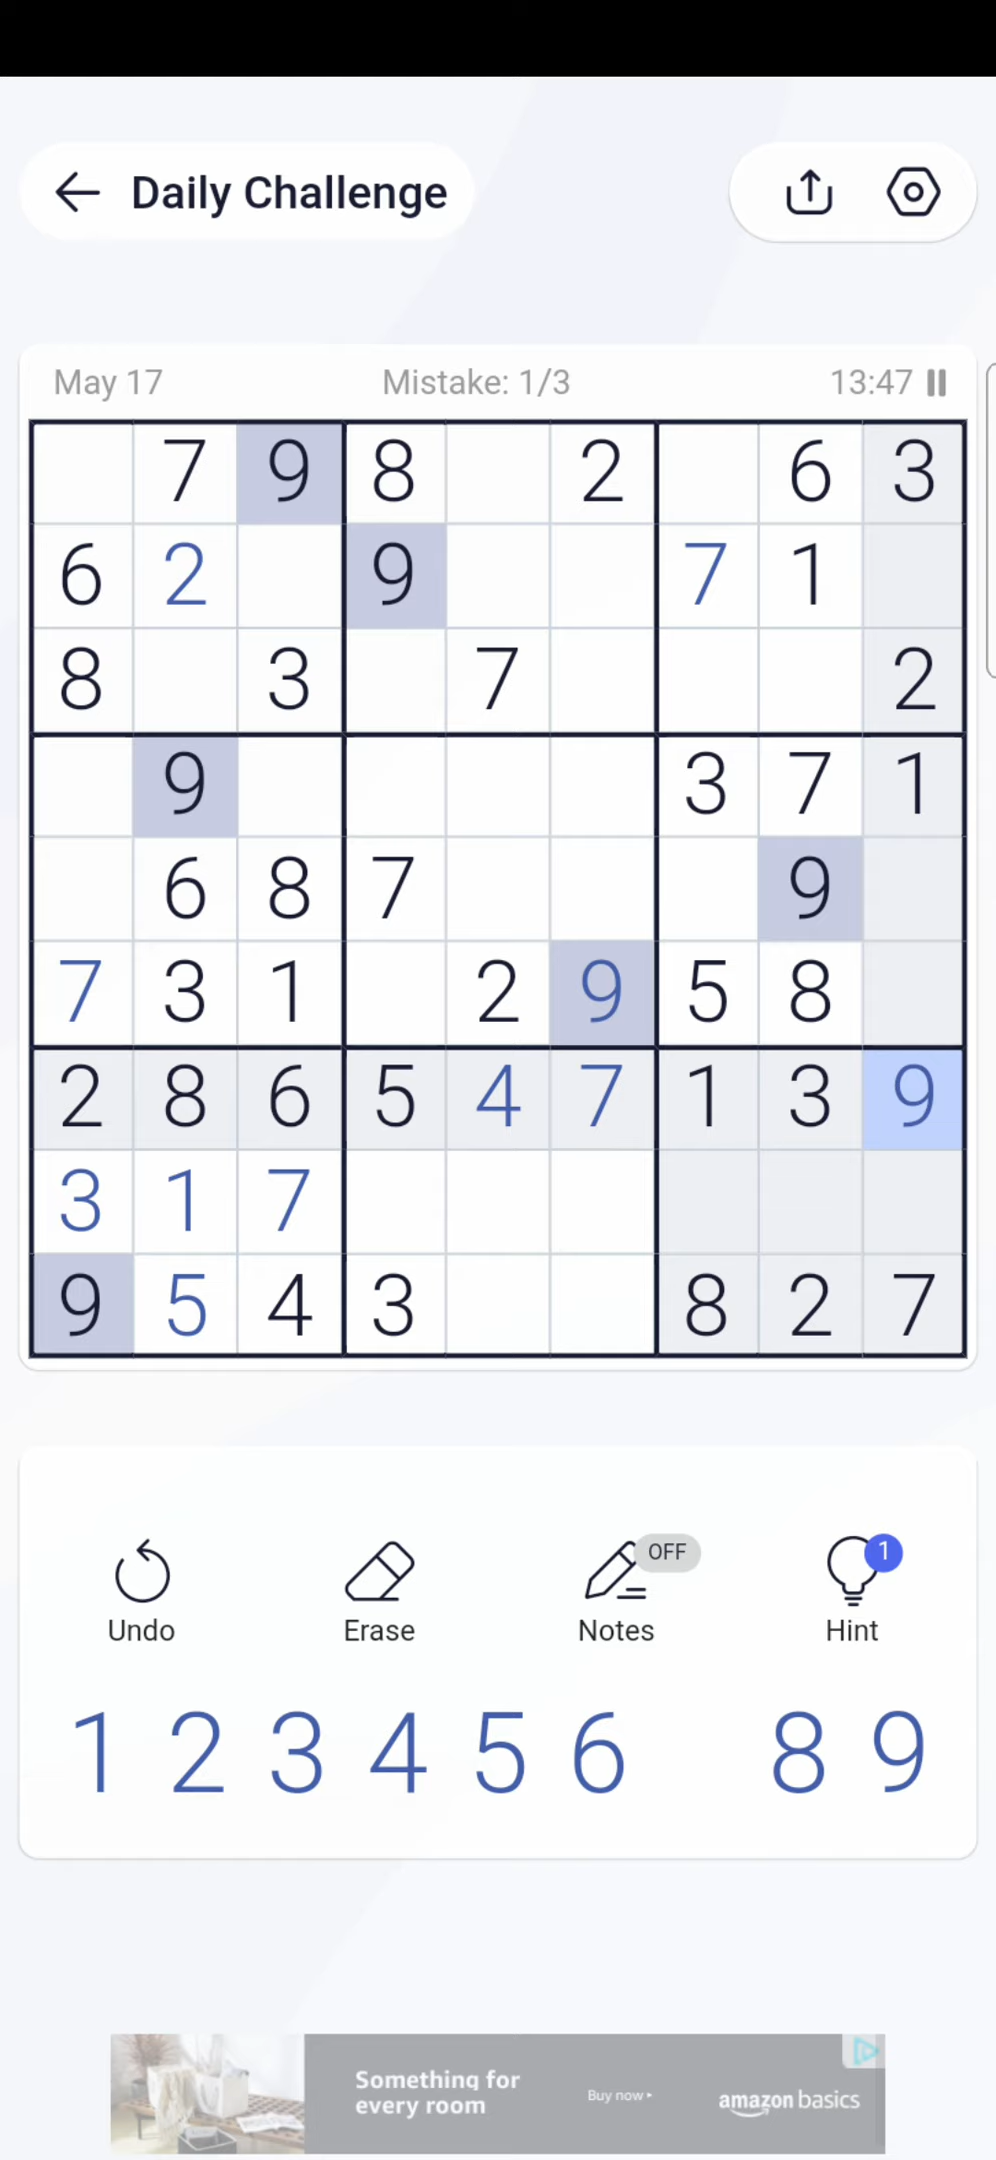 Daily Challenge
May 17 Mistake: 1/3 13:47
7 9 8 2 6 3
6 2 9 7 1
8 3 7 2
9 3 7 1
6 8 7 9
7 3 1 2 9 5 8
2 8 6 5 4 7 1 3 9
3 1 7
9 5 4 3 8 2 7
OFF 1
Undo Erase Notes Hint
1 2 3 4 5 6 8 9
Something for
every room
Buy now
amazon basics